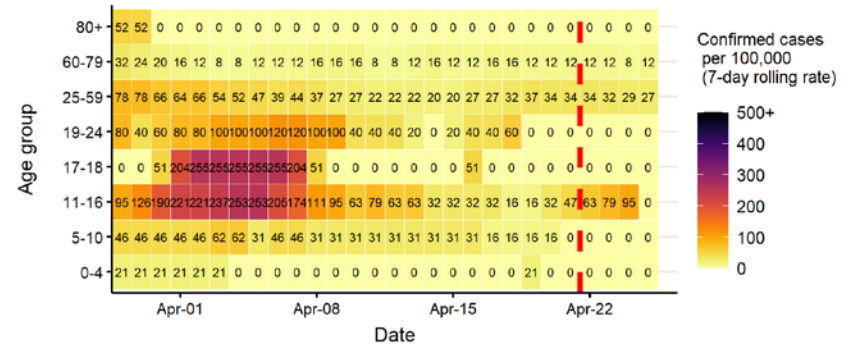 80+ 52 52 0 0 0 0 0 0 0 0 0 0 0 0 0 0 0 0 0 0 0 0 0 0 0 0 0 0
60-79 32 24 20 16 12 8 8 12 12 12 16 16 16 8 8 12 16 12 12 16 16 12 12 12 12 12 8 12
25-59 78 78 66 64 66 54 52 47 39 44 37 27 27 22 22 22 20 20 27 27 32 37 34 34 34 32 29 27
19-24 80 40 60 80 80 100 100 100 120 120 100 100 40 40 40 20 0 20 40 40 60 0 0 0 0 0 0 0
17-18 0 0 51 204 255 255 255 255 255 204 51 0 0 0 0 0 0 0 51 0 0 0 0 0 0 0 0 0
11-16 95 126 190 221 221 237 253 253 205 174 111 95 63 79 63 63 32 32 32 32 16 16 32 47 63 79 95 0
5-10 46 46 46 46 46 62 62 31 46 46 31 31 31 31 31 31 31 31 31 16 16 16 16 0 0 0 0 0
0-4 21 21 21 21 21 21 0 0 0 0 0 0 0 0 0 0 0 0 0 0 0 21 0 0 0 0 0 0
Age group
Apr-01 Apr-08 Apr-15 Apr-22
Date
Confirmed cases
per 100,000
(7-day rolling rate)
500+
400
300
200
100
0